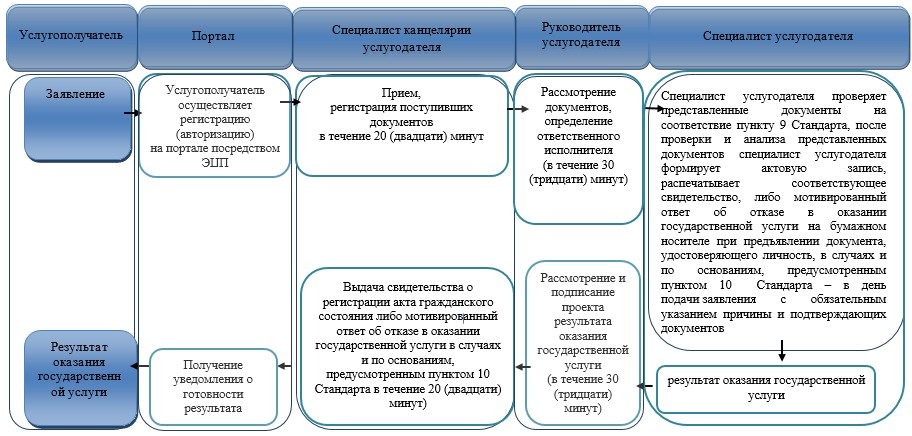 Услугополучатель
Портал
Специалист канцелярии
услугодателя
Руководитель
услугодателя
Специалист услугодателя
Заявление
Услугополучатель
осуществляет
регистрацию
(авторизацию)
на портале посредством
ЭЦП
Прием,
регистрация поступивших
документов
в течение 20 (двадцати) минут
Рассмотрение
документов,
определение
ответственного
исполнителя
(в течение 30
(тридцати) минут)
Специалист услугодателя проверяет
представленные документы на
соответствие пункту 9 Стандарта, после
проверки и анализа представленных
документов специалист услугодателя
формирует актовую запись,
распечатывает соответствующее
свидетельство, либо мотивированный
ответ об отказе в оказании
государственной услуги на бумажном
носителе при предъявлении документа,
удостоверяющего личность, в случаях и
по основаниям, предусмотренным
пунктом 10 Стандарта – в день
подачи заявления с обязательным
указанием причины и подтверждающих
документов
результат оказания государственной
услуги
Рассмотрение и
подписание
проекта
результата
оказания
государственной
услуги
(в течение 30
(тридцати)
минут)
Выдача свидетельства о
регистрации акта гражданского
состояния либо мотивированный
ответ об отказе в оказании
государственной услуги в случаях
и по основаниям,
предусмотренным пунктом 10
Стандарта в течение 20 (двадцати)
минут)
Получение
уведомления о
готовности
результата
Результат
оказания
государственн
ой услуги